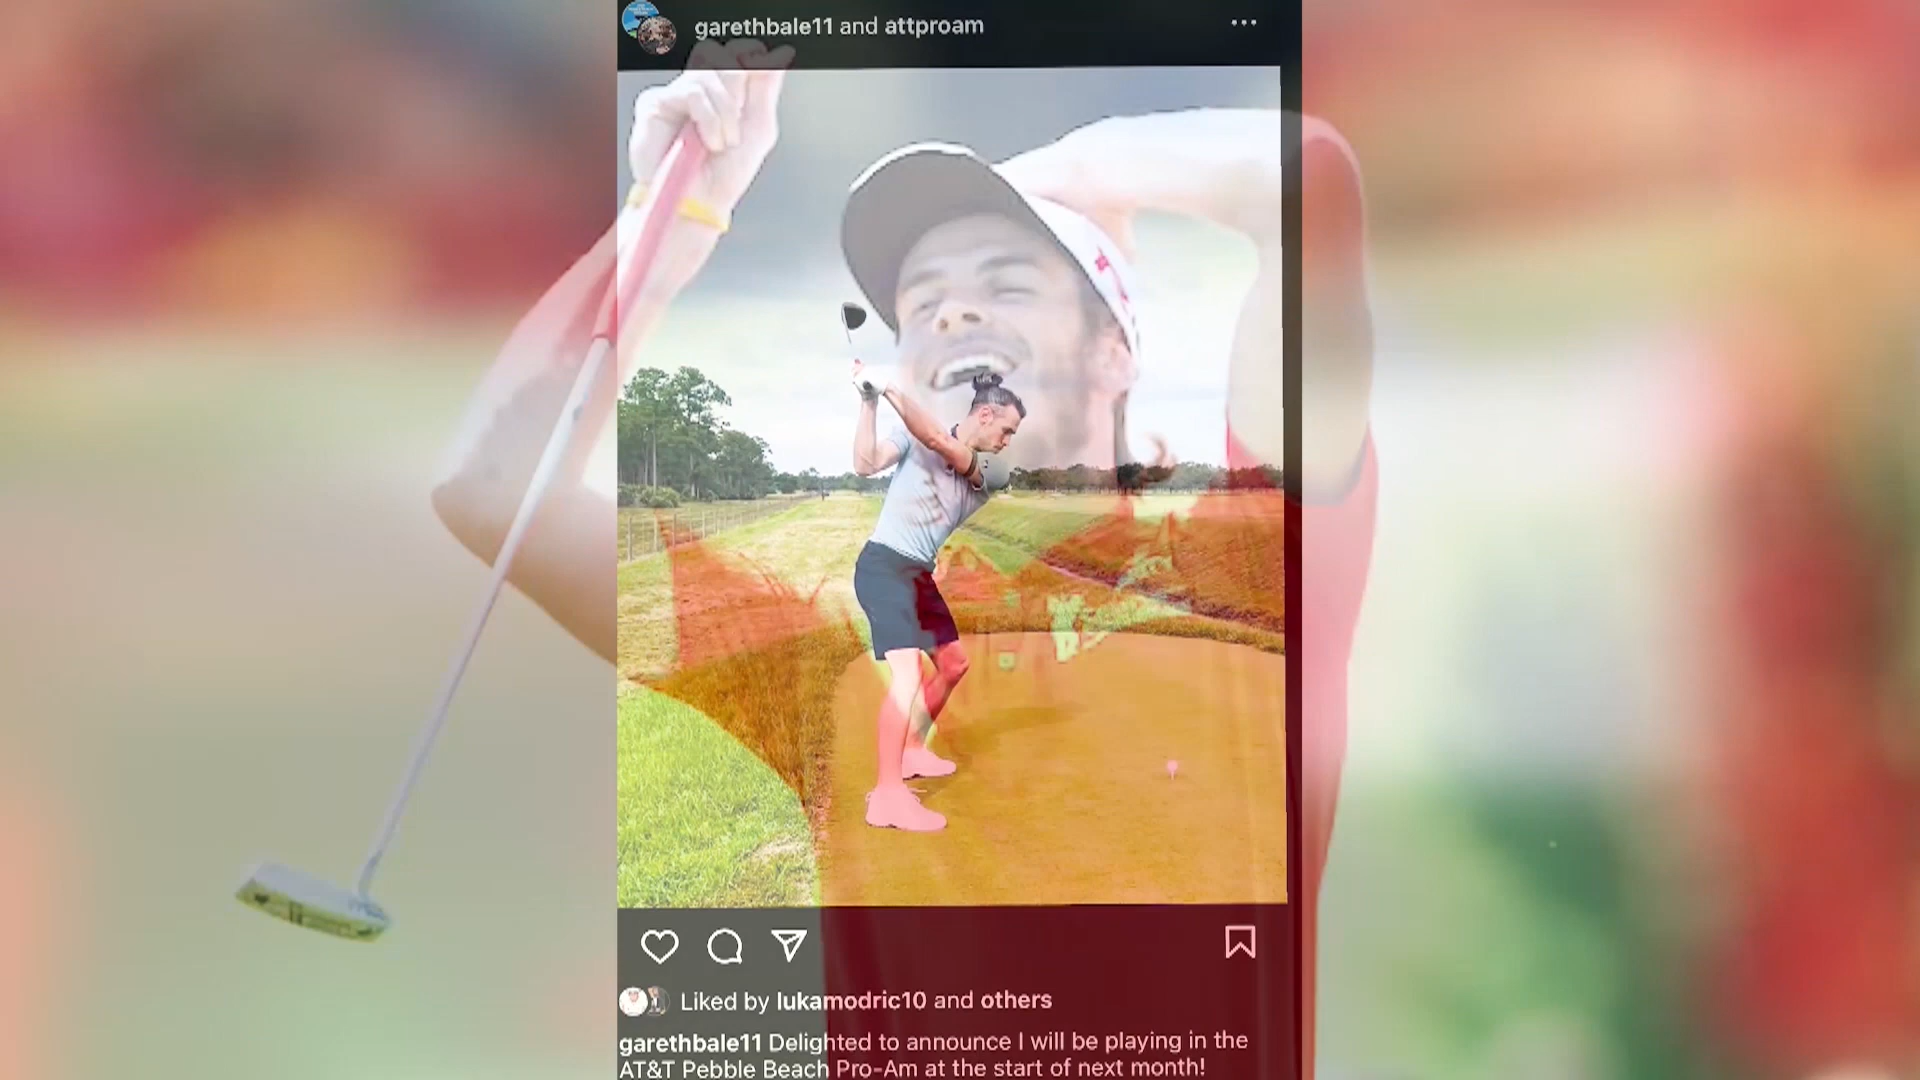 garethbale11 and attproam
Liked by lukamodric10 and others
garethbale11 Delighted to announce I will be playing in the
AT&T Pebble Beach Pro-Am at the start of next month!